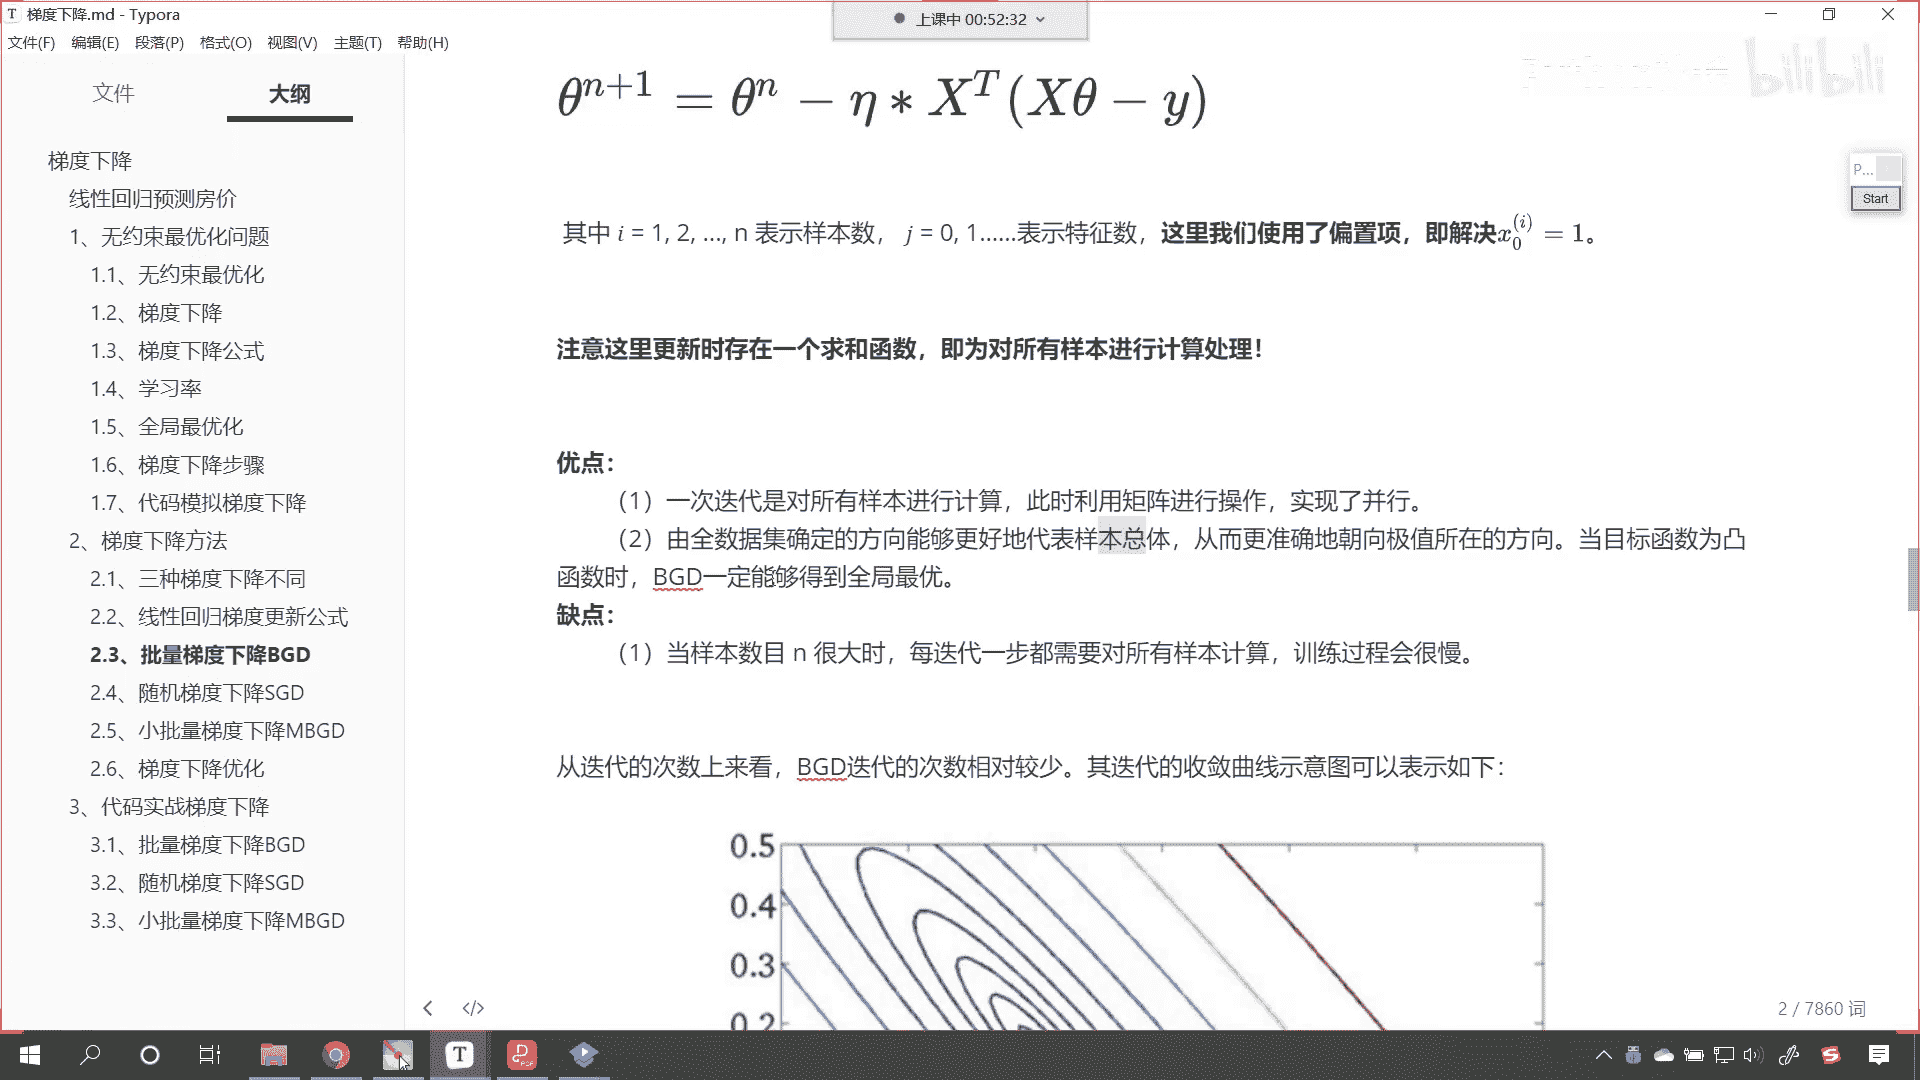 梯度下降.md - Typora
上课中 00:52:32
文件(F) 编辑(E) 段落(P) 格式(O) 视图(V) 主题(T) 帮助(H)
文件 大纲
梯度下降
线性回归预测房价
1、无约束最优化问题
1.1、无约束最优化
1.2、梯度下降
1.3、梯度下降公式
1.4、学习率
1.5、全局最优化
1.6、梯度下降步骤
1.7、代码模拟梯度下降
2、梯度下降方法
2.1、三种梯度下降不同
2.2、线性回归梯度更新公式
2.3、批量梯度下降BGD
2.4、随机梯度下降SGD
2.5、小批量梯度下降MBGD
2.6、梯度下降优化
3、代码实战梯度下降
3.1、批量梯度下降BGD
3.2、随机梯度下降SGD
3.3、小批量梯度下降MBGD
θ^{n+1} = θ^n − η * X^T(Xθ − y)
bilibili
P...
Start
其中 i = 1, 2, ..., n 表示样本数， j = 0, 1……表示特征数，这里我们使用了偏置项，即解决x_0^{(i)} = 1。
注意这里更新时存在一个求和函数，即为对所有样本进行计算处理！
优点：
（1）一次迭代是对所有样本进行计算，此时利用矩阵进行操作，实现了并行。
（2）由全数据集确定的方向能够更好地代表样本总体，从而更准确地朝向极值所在的方向。当目标函数为凸
函数时，BGD一定能够得到全局最优。
缺点：
（1）当样本数目 n 很大时，每迭代一步都需要对所有样本计算，训练过程会很慢。
从迭代的次数上来看，BGD迭代的次数相对较少。其迭代的收敛曲线示意图可以表示如下：
0.5
0.4
0.3
0.2
</> 2 / 7860 词